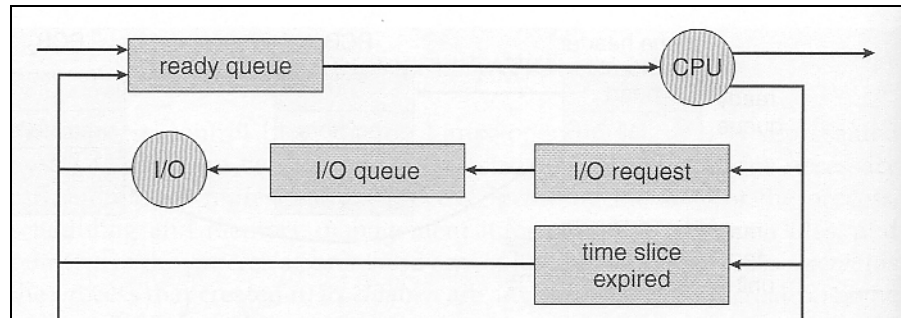 ready queue
CPU
I/O
I/O queue
I/O request
time slice
expired